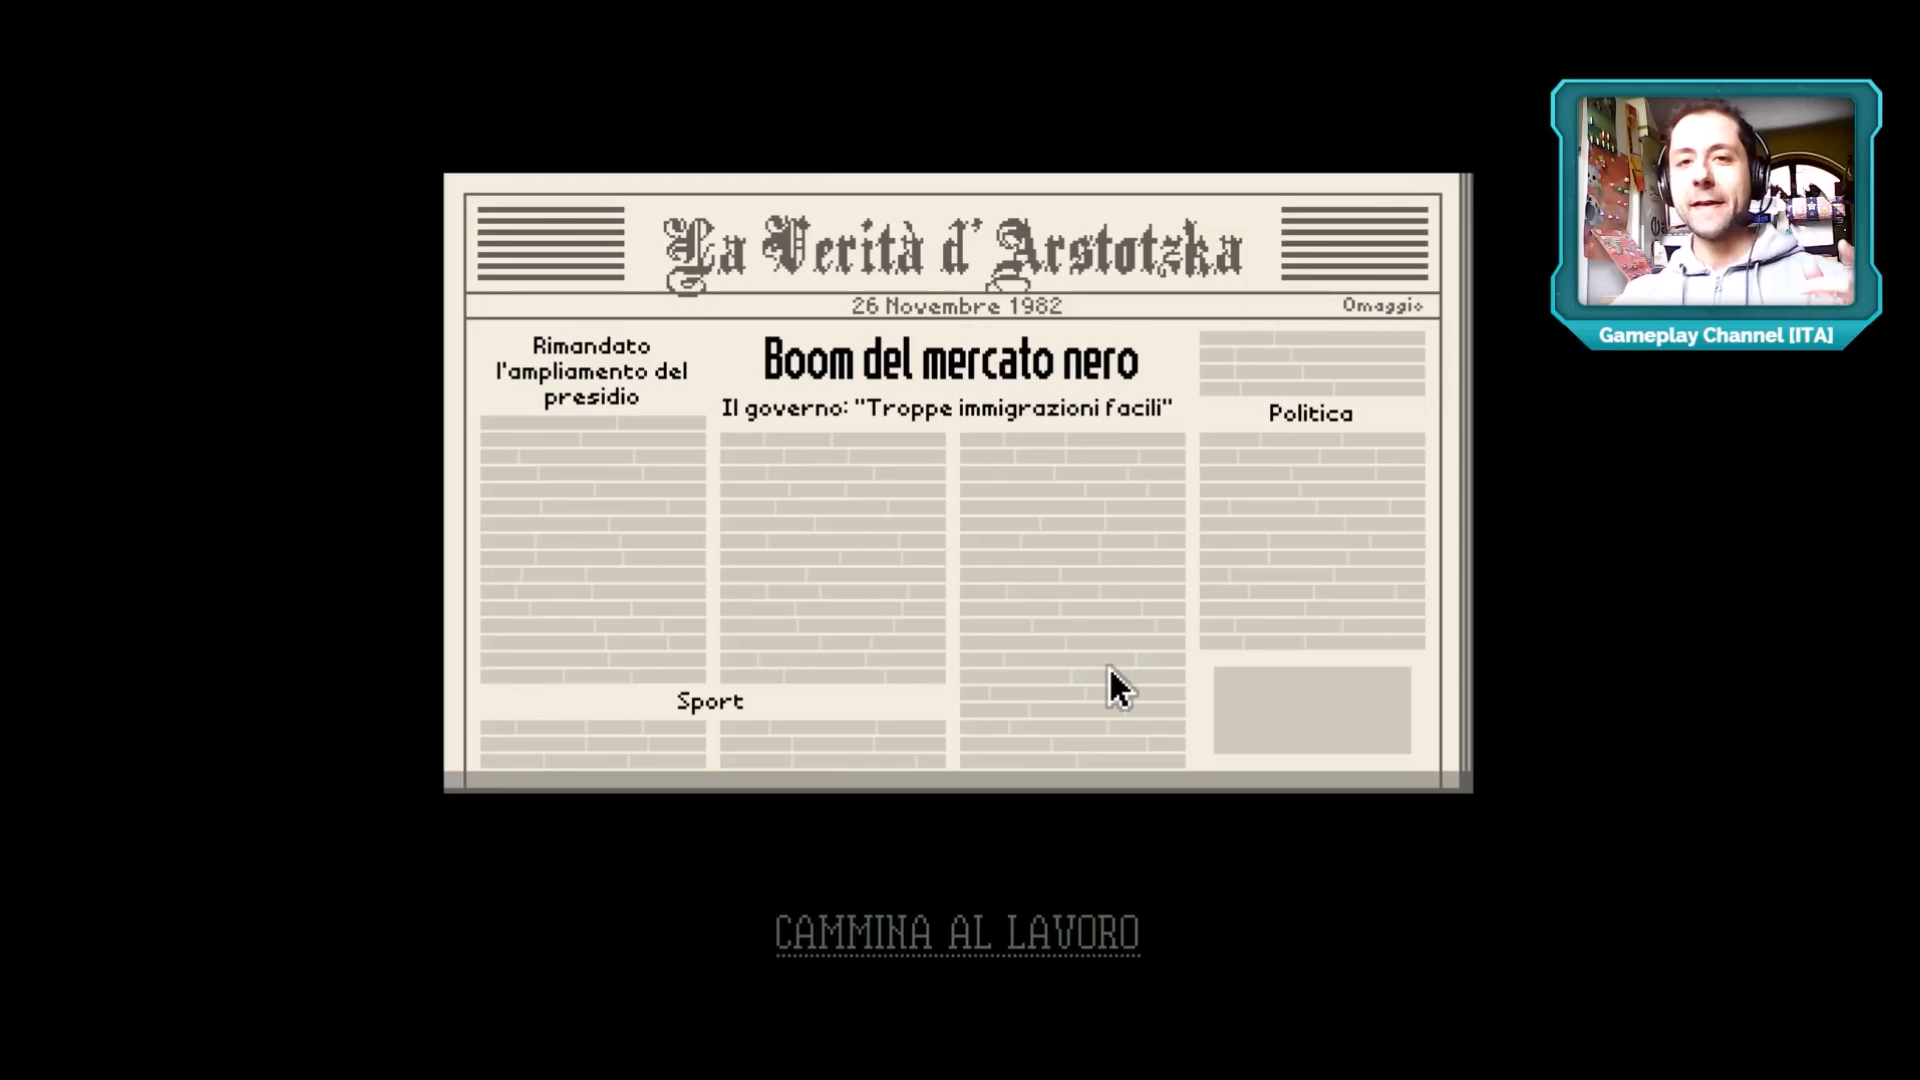 La Verità d'Arstotzka
26 Novembre 1982
Omaggio
Rimandato
l'ampliamento del
presidio
Boom del mercato nero
Il governo: "Troppe immigrazioni facili"
Politica
Sport
CAMMINA AL LAVORO
Gameplay Channel [ITA]